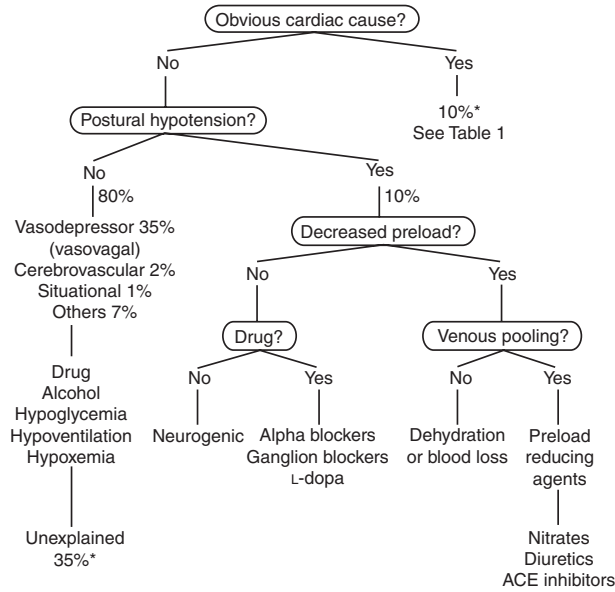 Obvious cardiac cause?
No
Yes
10%*
See Table 1
Postural hypotension?
No
Yes
80%
10%
Vasodepressor 35%
(vasovagal)
Cerebrovascular 2%
Situational 1%
Others 7%
Decreased preload?
No
Yes
Drug?
Venous pooling?
Drug
Alcohol
Hypoglycemia
Hypoventilation
Hypoxemia
No
Yes
No
Yes
Neurogenic
Alpha blockers
Ganglion blockers
L-dopa
Dehydration
or blood loss
Preload
reducing
agents
Unexplained
35%*
Nitrates
Diuretics
ACE inhibitors